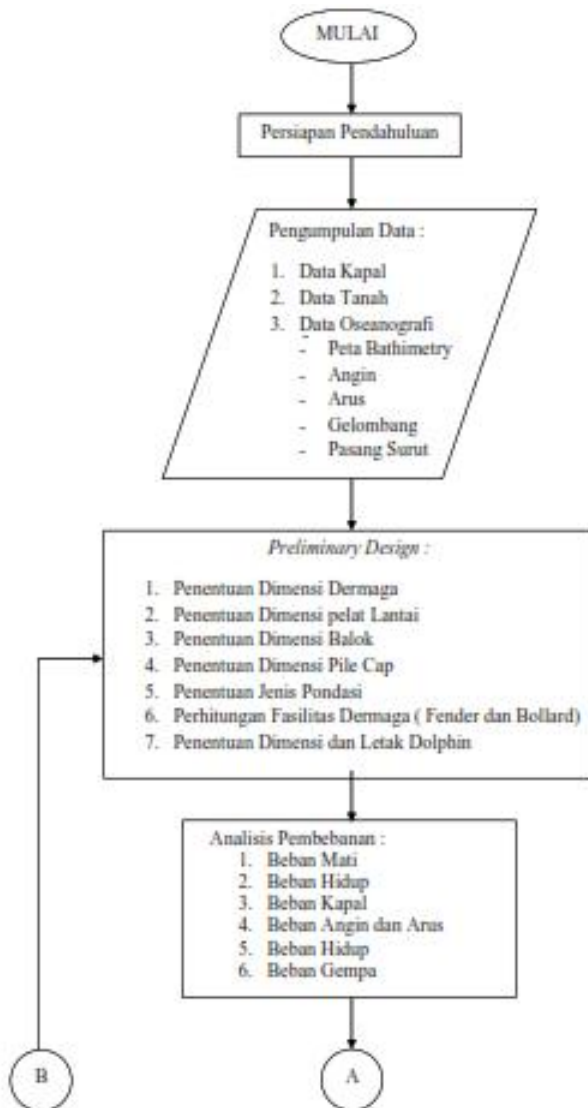 MULAI
Persiapan Pendahuluan
Pengumpulan Data :
1. Data Kapal
2. Data Tanah
3. Data Oseanografi
- Peta Bathimetry
- Angin
- Arus
- Gelombang
- Pasang Surut
Preliminary Design :
1. Penentuan Dimensi Dermaga
2. Penentuan Dimensi pelat Lantai
3. Penentuan Dimensi Balok
4. Penentuan Dimensi Pile Cap
5. Penentuan Jenis Pondasi
6. Perhitungan Fasilitas Dermaga ( Fender dan Bollard)
7. Penentuan Dimensi dan Letak Dolphin
Analisis Pembebanan :
1. Beban Mati
2. Beban Hidup
3. Beban Kapal
4. Beban Angin dan Arus
5. Beban Hidup
6. Beban Gempa
B
A